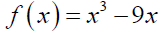 f(x) = x³ − 9x